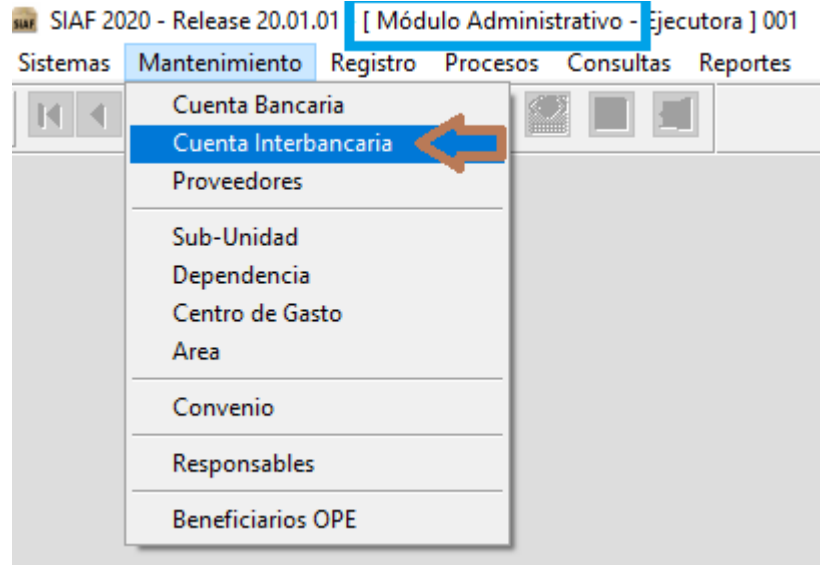 SIAF SIAF 2020 - Release 20.01.01 - [ Módulo Administrativo - Ejecutora ] 001
Sistemas Mantenimiento Registro Procesos Consultas Reportes
Cuenta Bancaria
Cuenta Interbancaria
Proveedores
Sub-Unidad
Dependencia
Centro de Gasto
Area
Convenio
Responsables
Beneficiarios OPE